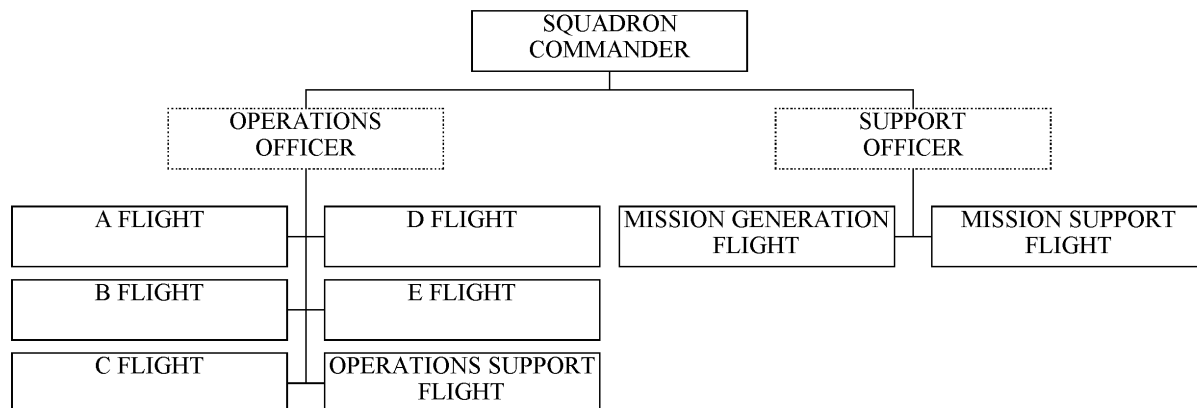 SQUADRON
COMMANDER
OPERATIONS
OFFICER
SUPPORT
OFFICER
A FLIGHT
D FLIGHT
MISSION GENERATION
FLIGHT
MISSION SUPPORT
FLIGHT
B FLIGHT
E FLIGHT
C FLIGHT
OPERATIONS SUPPORT
FLIGHT